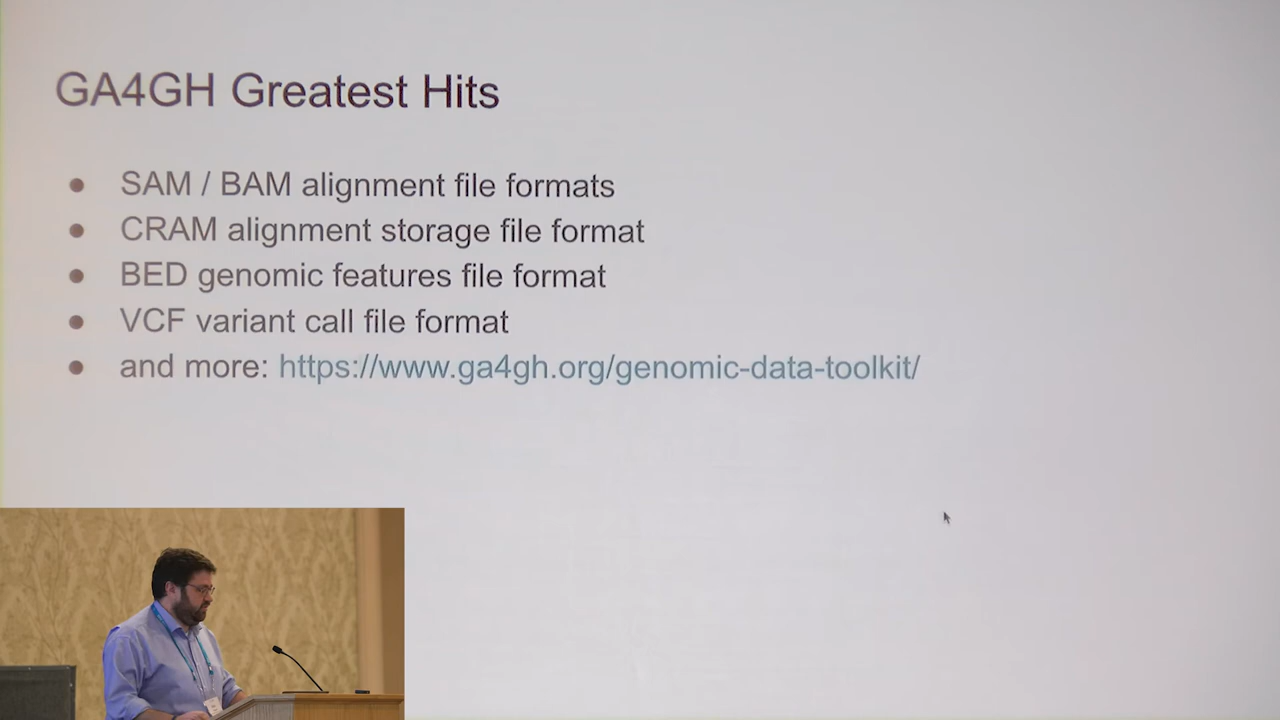 GA4GH Greatest Hits
● SAM / BAM alignment file formats
● CRAM alignment storage file format
● BED genomic features file format
● VCF variant call file format
● and more: https://www.ga4gh.org/genomic-data-toolkit/